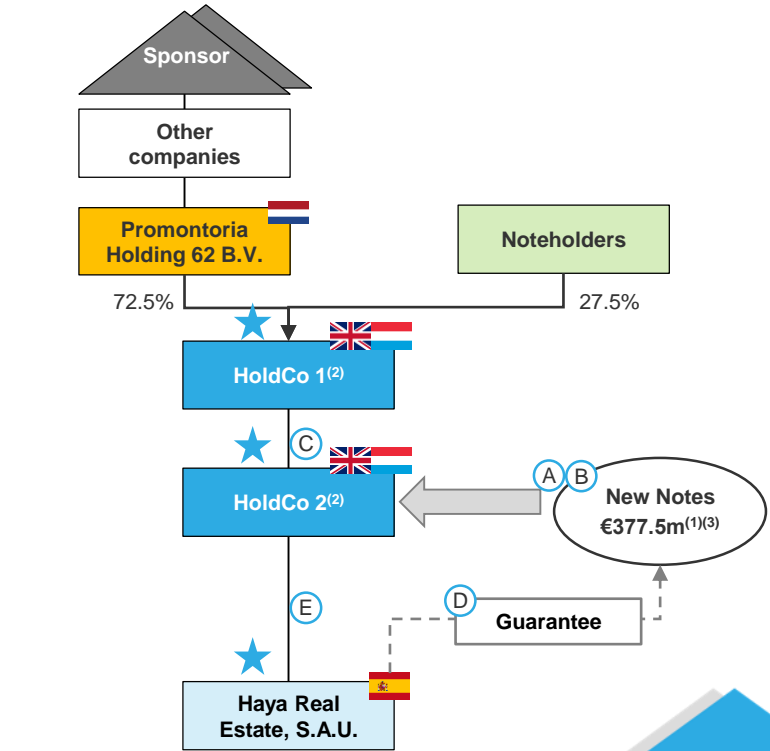 Sponsor
Other
companies
Promontoria
Holding 62 B.V.
Noteholders
72.5%
27.5%
HoldCo 1(2)
C
HoldCo 2(2)
A
B
New Notes
€377.5m(1)(3)
E
D
Guarantee
Haya Real
Estate, S.A.U.